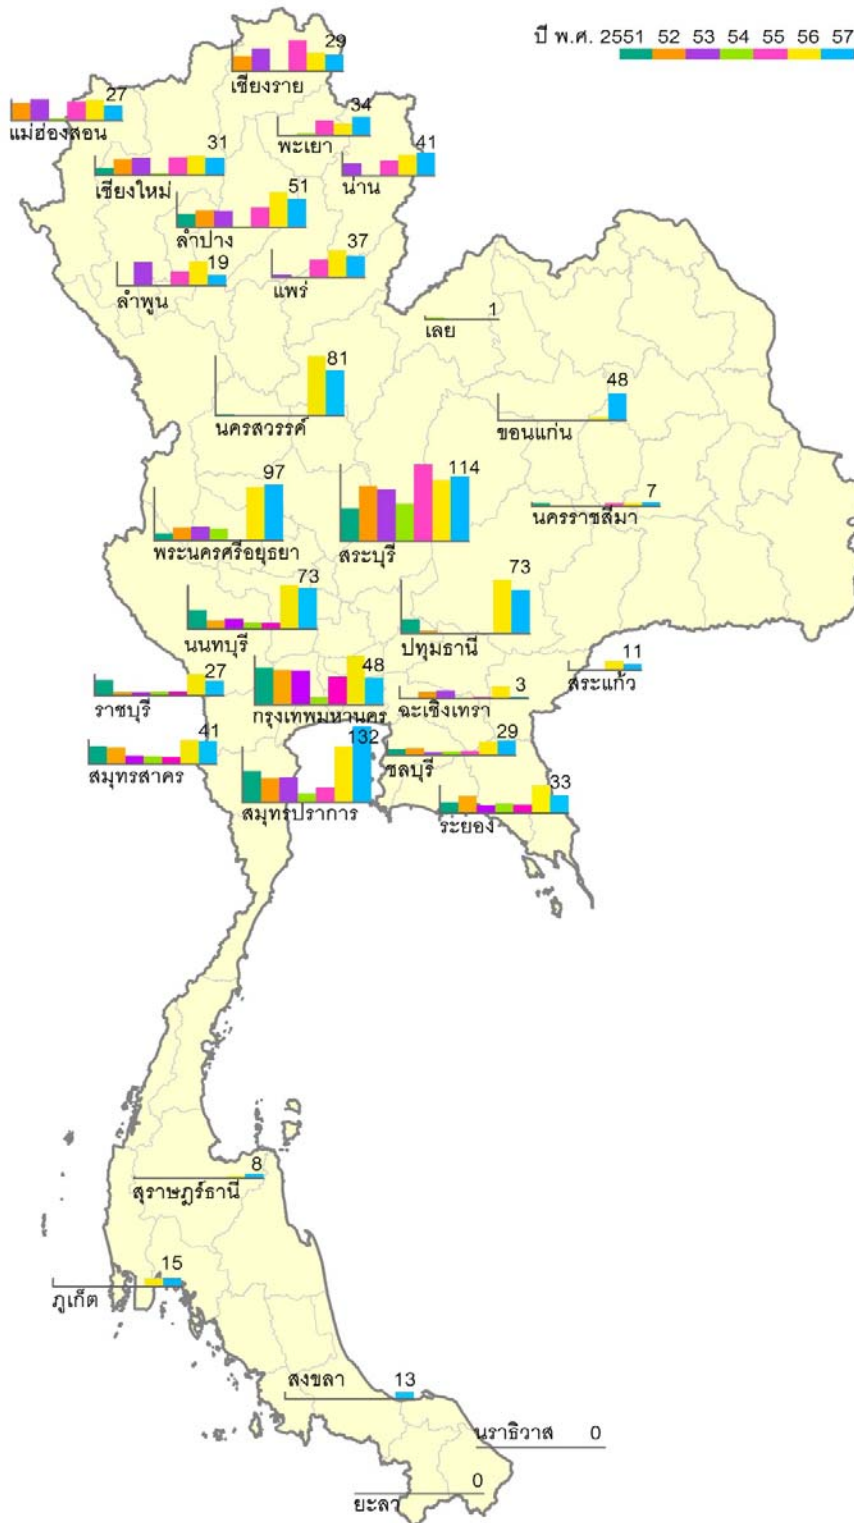 ปี พ.ศ. 2551 52 53 54 55 56 57
29
เชียงราย
27
แม่ฮ่องสอน
34
พะเยา
31
เชียงใหม่
41
น่าน
51
ลำปาง
19
ลำพูน
37
แพร่
1
เลย
81
นครสวรรค์
48
ขอนแก่น
97
พระนครศรีอยุธยา
114
สระบุรี
7
นครราชสีมา
73
นนทบุรี
73
ปทุมธานี
11
สระแก้ว
27
ราชบุรี
48
กรุงเทพมหานคร
3
ฉะเชิงเทรา
41
สมุทรสาคร
132
สมุทรปราการ
29
ชลบุรี
33
ระยอง
8
สุราษฎร์ธานี
15
ภูเก็ต
สงขลา 13
นราธิวาส 0
ยะลา 0